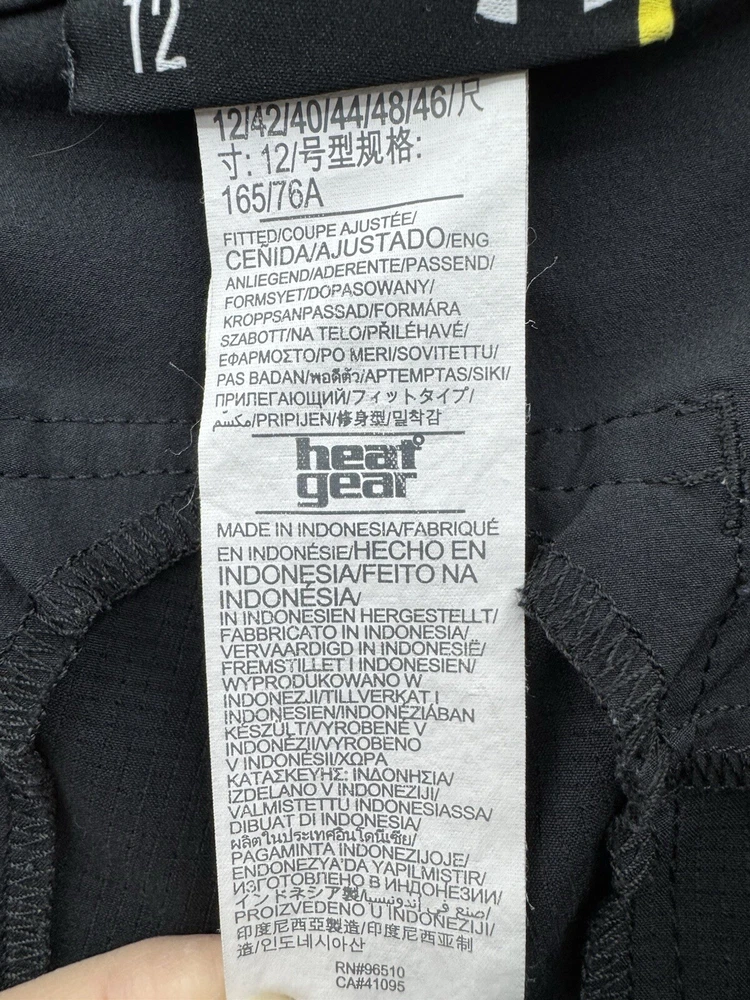 12
12/42/40/44/48/46/尺
寸: 12/号型规格:
165/76A
FITTED/COUPE AJUSTÉE/
CEÑIDA/AJUSTADO/ENG
ANLIEGEND/ADERENTE/PASSEND/
FORMSYET/DOPASOWANY/
KROPPSANPASSAD/FORMÁRA
SZABOTT/NA TELO/PŘILÉHAVÉ/
ΕΦΑΡΜΟΣΤΟ/PO MERI/SOVITETTU/
PAS BADAN/พอดีตัว/APTEMPTAS/SIKI/
ПРИЛЕГАЮЩИЙ/フィットタイプ/
مكسّم/PRIPIJEN/修身型/밀착감
heat
gear
MADE IN INDONESIA/FABRIQUÉ
EN INDONÉSIE/HECHO EN
INDONESIA/FEITO NA
INDONÉSIA/
IN INDONESIEN HERGESTELLT/
FABBRICATO IN INDONESIA/
VERVAARDIGD IN INDONESIË/
FREMSTILLET I INDONESIEN/
WYPRODUKOWANO W
INDONEZJI/TILLVERKAT I
INDONESIEN/INDONÉZIÁBAN
KÉSZÜLT/VYROBENÉ V
INDONÉZII/VYROBENO
V INDONÉSII/ΧΩΡΑ
ΚΑΤΑΣΚΕΥΗΣ: ΙΝΔΟΝΗΣΙΑ/
IZDELANO V INDONEZIJI/
VALMISTETTU INDONESIASSA/
DIBUAT DI INDONESIA/
ผลิตในประเทศอินโดนีเซีย/
PAGAMINTA INDONEZIJOJE/
ENDONEZYA'DA YAPILMISTIR/
ИЗГОТОВЛЕНО В ИНДОНЕЗИИ/
インドネシア製/صنع في إندونيسيا/
PROIZVEDENO U INDONEZIJI/
印度尼西亞製造/印度尼西亚制
造/인도네시아산
RN#96510
CA#41095